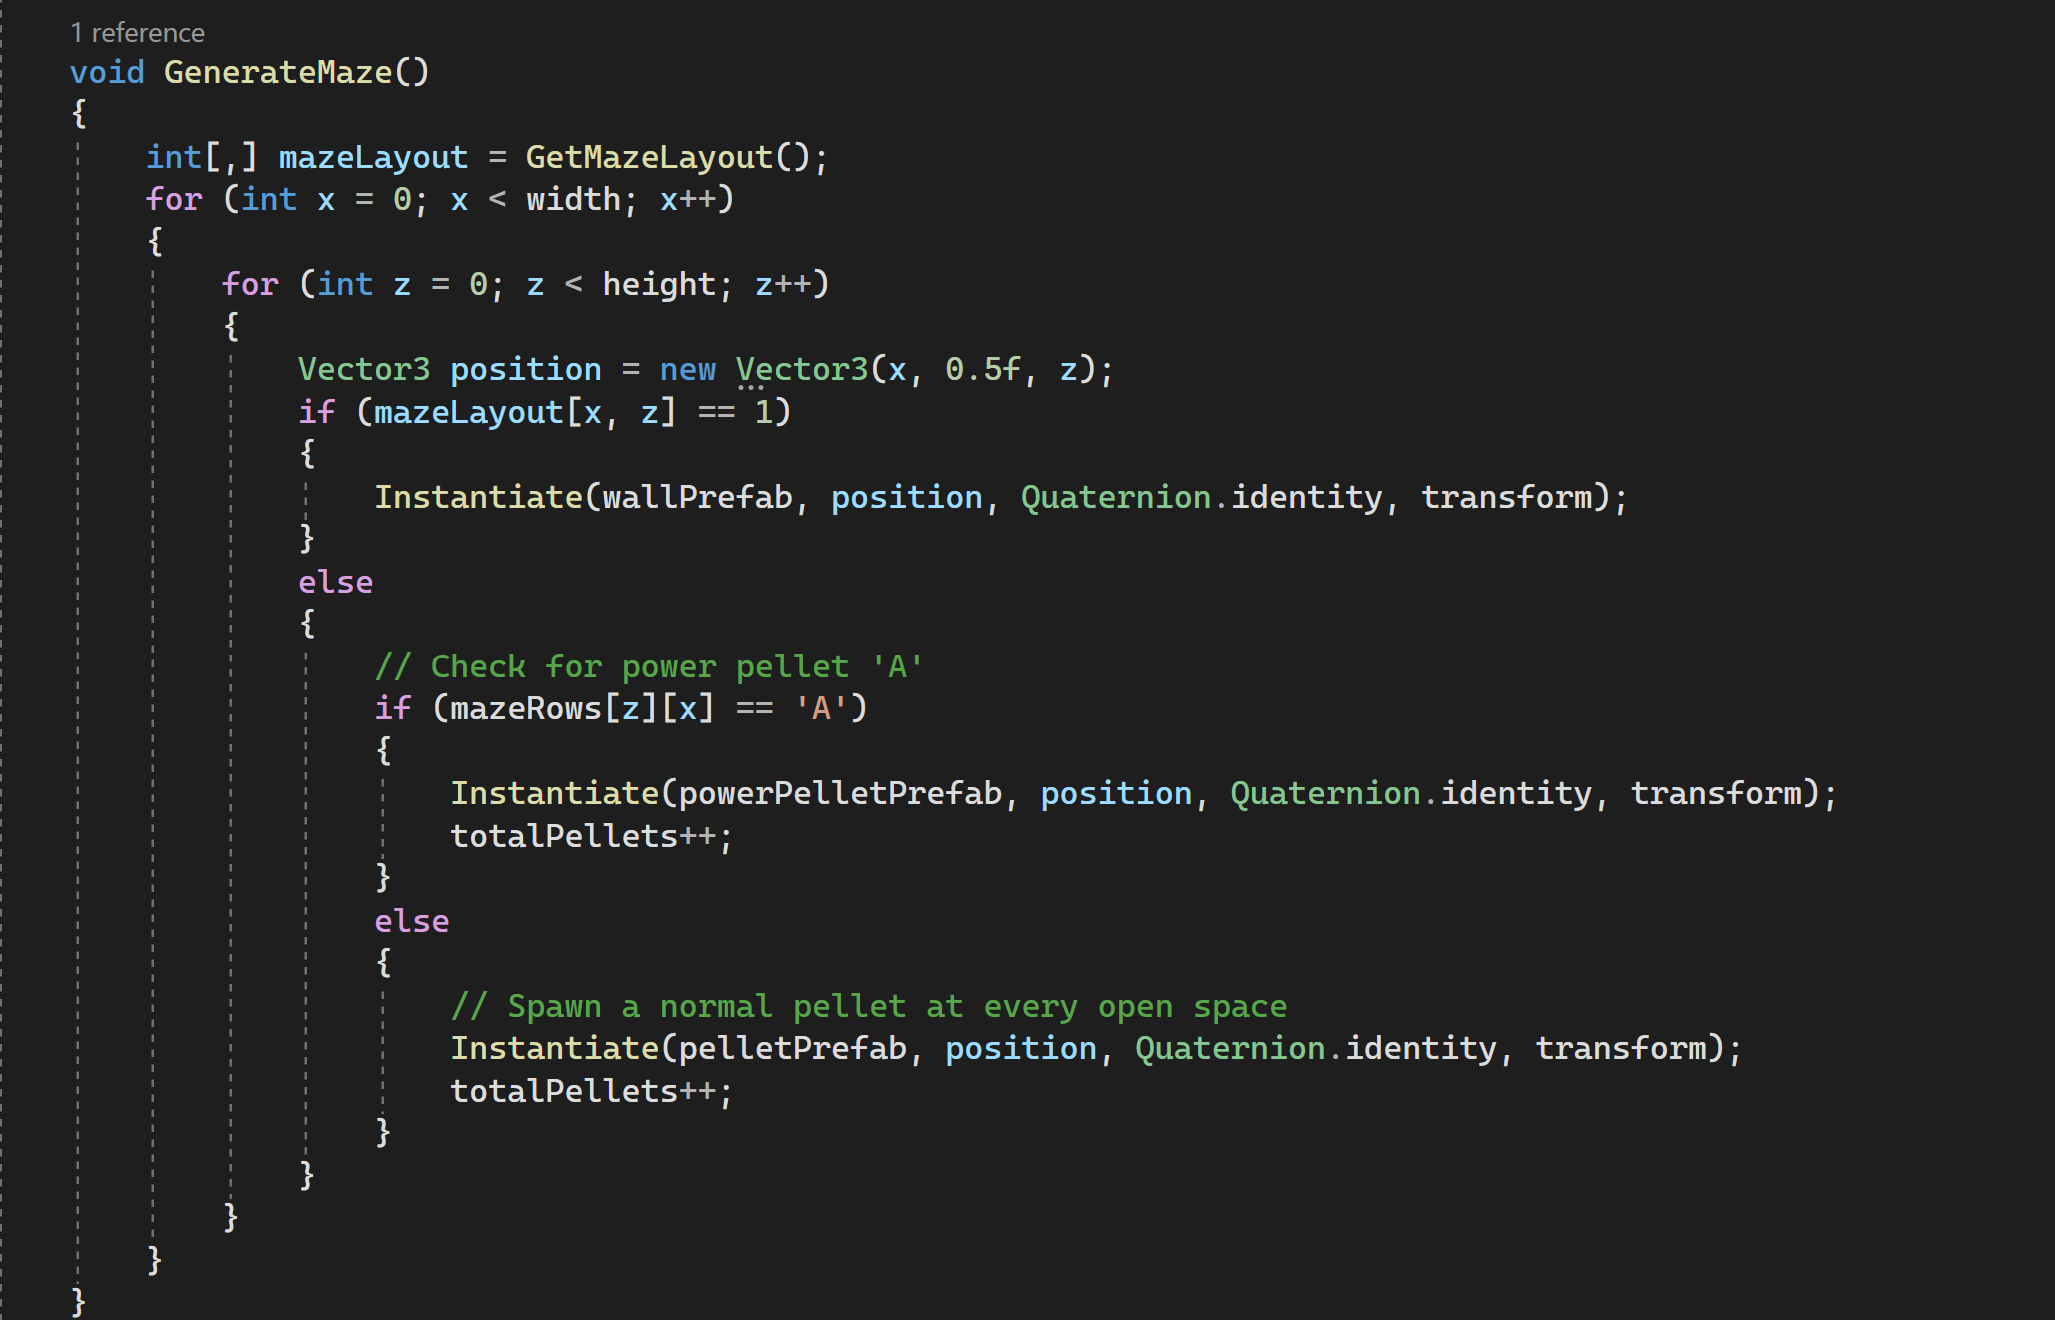 1 reference
void GenerateMaze()
{
int[,] mazeLayout = GetMazeLayout();
for (int x = 0; x < width; x++)
{
for (int z = 0; z < height; z++)
{
Vector3 position = new Vector3(x, 0.5f, z);
if (mazeLayout[x, z] == 1)
{
Instantiate(wallPrefab, position, Quaternion.identity, transform);
}
else
{
// Check for power pellet 'A'
if (mazeRows[z][x] == 'A')
{
Instantiate(powerPelletPrefab, position, Quaternion.identity, transform);
totalPellets++;
}
else
{
// Spawn a normal pellet at every open space
Instantiate(pelletPrefab, position, Quaternion.identity, transform);
totalPellets++;
}
}
}
}
}